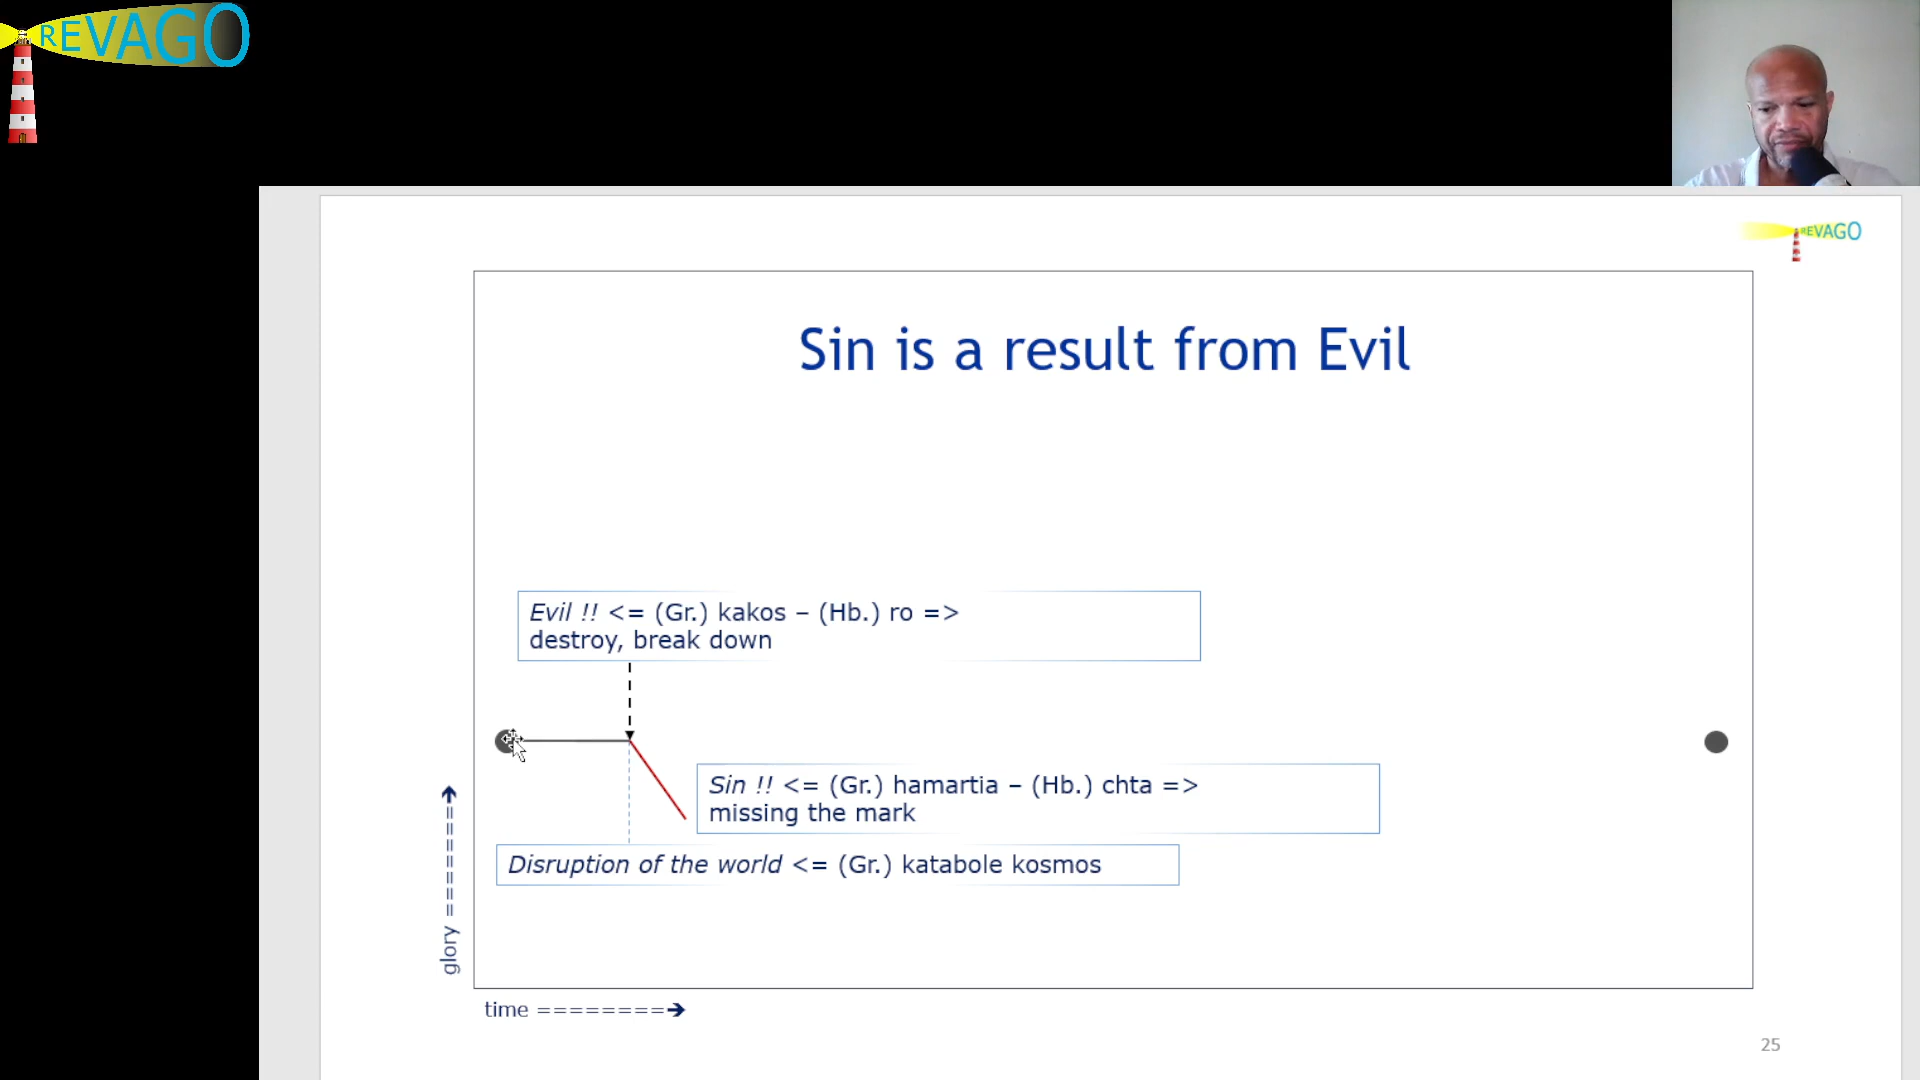 REVAGO
REVAGO
Sin is a result from Evil
Evil !! <= (Gr.) kakos – (Hb.) ro =>
destroy, break down
Sin !! <= (Gr.) hamartia – (Hb.) chta =>
missing the mark
Disruption of the world <= (Gr.) katabole kosmos
glory ========➔
time ========➔
25